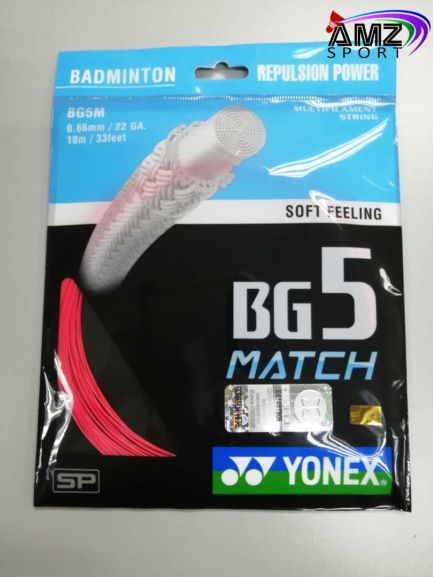 AMZ
SPORT
BADMINTON
REPULSION POWER
BG5M
0.66mm / 22 GA.
10m / 33feet
MULTIFILAMENT
STRING
SOFT FEELING
BG5
MATCH
YONEX
SP